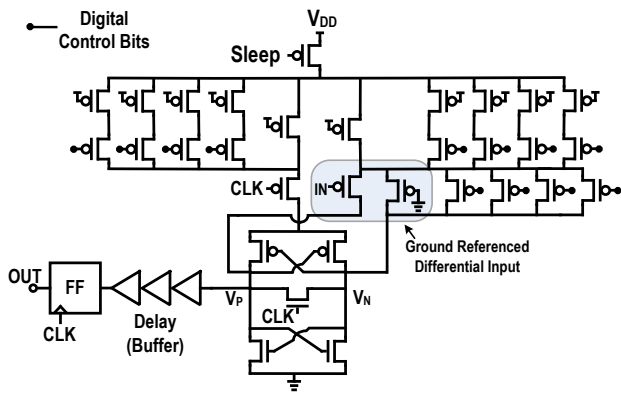 Digital
Control Bits
VDD
Sleep
CLK
IN
Ground Referenced
Differential Input
OUT
FF
CLK
Delay
(Buffer)
VP
CLK
VN